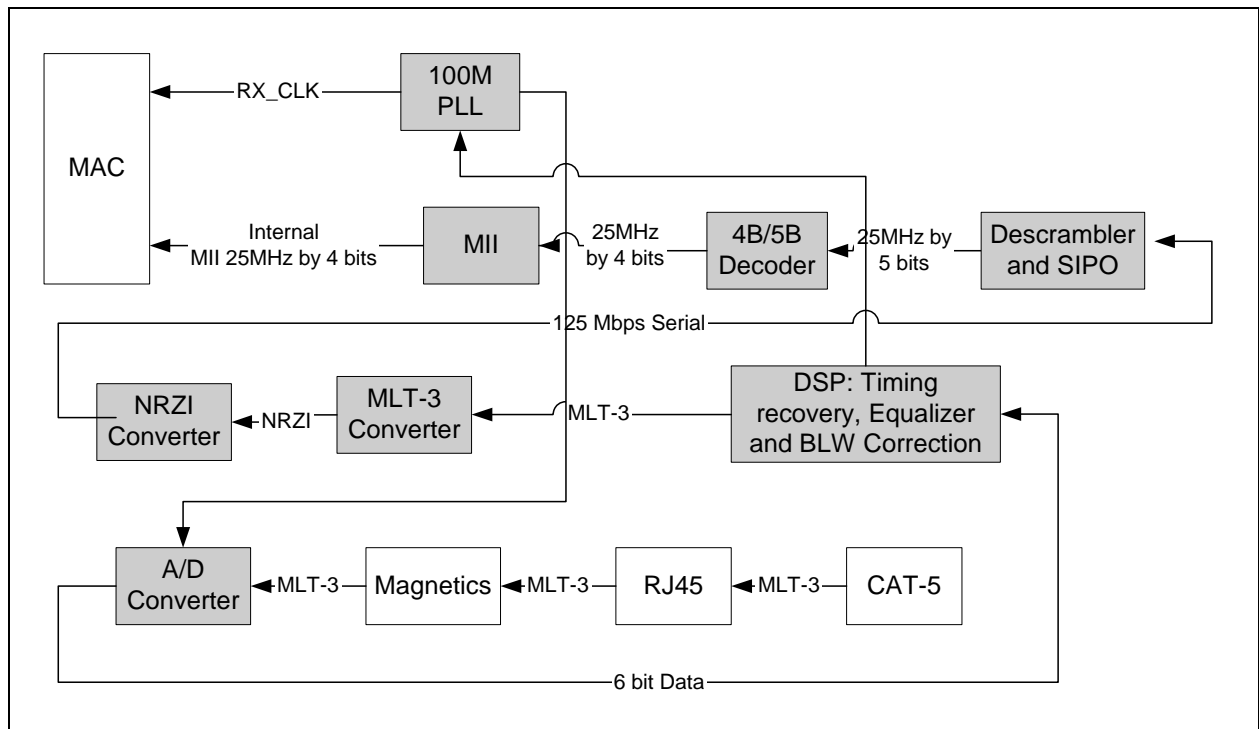 100M
PLL
RX_CLK
MAC
Internal
MII 25MHz by 4 bits
MII
25MHz
by 4 bits
4B/5B
Decoder
25MHz by
5 bits
Descrambler
and SIPO
125 Mbps Serial
NRZI
Converter
NRZI
MLT-3
Converter
MLT-3
DSP: Timing
recovery, Equalizer
and BLW Correction
A/D
Converter
MLT-3
Magnetics
MLT-3
RJ45
MLT-3
CAT-5
6 bit Data